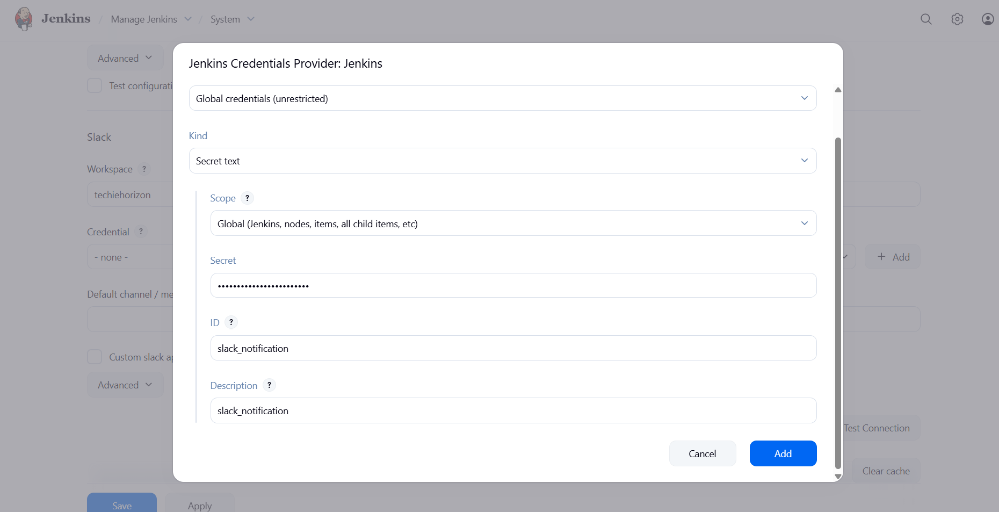 Jenkins / Manage Jenkins / System
Advanced
Test configurati
Slack
Workspace ?
techiehorizon
Credential ?
- none -
+ Add
Default channel / me
Custom slack ap
Advanced
Test Connection
Clear cache
Save Apply
Jenkins Credentials Provider: Jenkins
Global credentials (unrestricted)
Kind
Secret text
Scope ?
Global (Jenkins, nodes, items, all child items, etc)
Secret
••••••••••••••••••••••••
ID ?
slack_notification
Description ?
slack_notification
Cancel Add